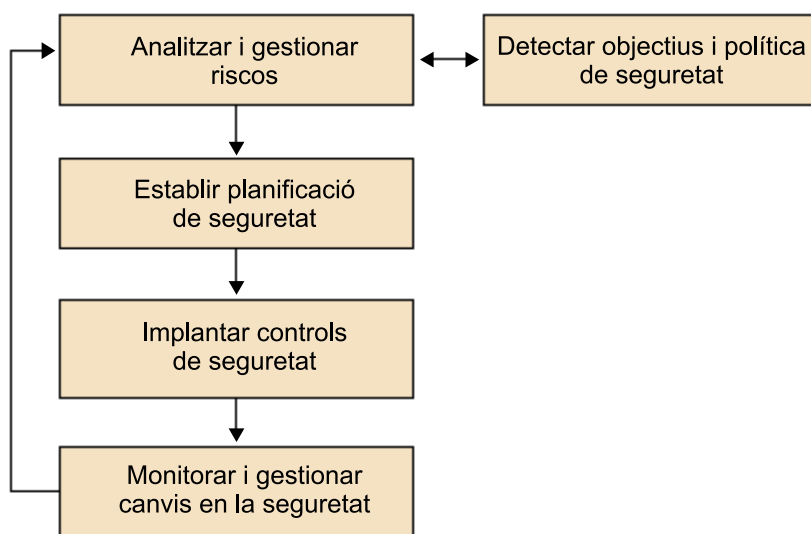 Analitzar i gestionar
riscos
Detectar objectius i política
de seguretat
Establir planificació
de seguretat
Implantar controls
de seguretat
Monitorar i gestionar
canvis en la seguretat